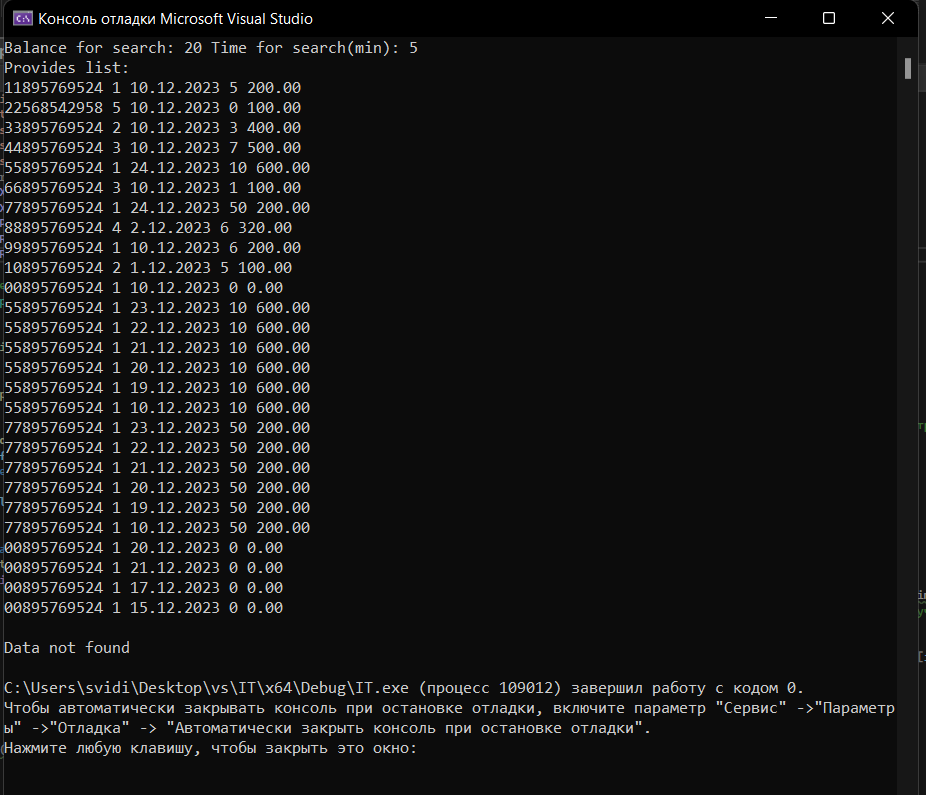 Консоль отладки Microsoft Visual Studio
Balance for search: 20 Time for search(min): 5
Provides list:
11895769524 1 10.12.2023 5 200.00
22568542958 5 10.12.2023 0 100.00
33895769524 2 10.12.2023 3 400.00
44895769524 3 10.12.2023 7 500.00
55895769524 1 24.12.2023 10 600.00
66895769524 3 10.12.2023 1 100.00
77895769524 1 24.12.2023 50 200.00
88895769524 4 2.12.2023 6 320.00
99895769524 1 10.12.2023 6 200.00
10895769524 2 1.12.2023 5 100.00
00895769524 1 10.12.2023 0 0.00
55895769524 1 23.12.2023 10 600.00
55895769524 1 22.12.2023 10 600.00
55895769524 1 21.12.2023 10 600.00
55895769524 1 20.12.2023 10 600.00
55895769524 1 19.12.2023 10 600.00
55895769524 1 10.12.2023 10 600.00
77895769524 1 23.12.2023 50 200.00
77895769524 1 22.12.2023 50 200.00
77895769524 1 21.12.2023 50 200.00
77895769524 1 20.12.2023 50 200.00
77895769524 1 19.12.2023 50 200.00
77895769524 1 10.12.2023 50 200.00
00895769524 1 20.12.2023 0 0.00
00895769524 1 21.12.2023 0 0.00
00895769524 1 17.12.2023 0 0.00
00895769524 1 15.12.2023 0 0.00
Data not found
C:\Users\svidi\Desktop\vs\IT\x64\Debug\IT.exe (процесс 109012) завершил работу с кодом 0.
Чтобы автоматически закрывать консоль при остановке отладки, включите параметр "Сервис" ->"Параметр
ы" ->"Отладка" -> "Автоматически закрыть консоль при остановке отладки".
Нажмите любую клавишу, чтобы закрыть это окно: